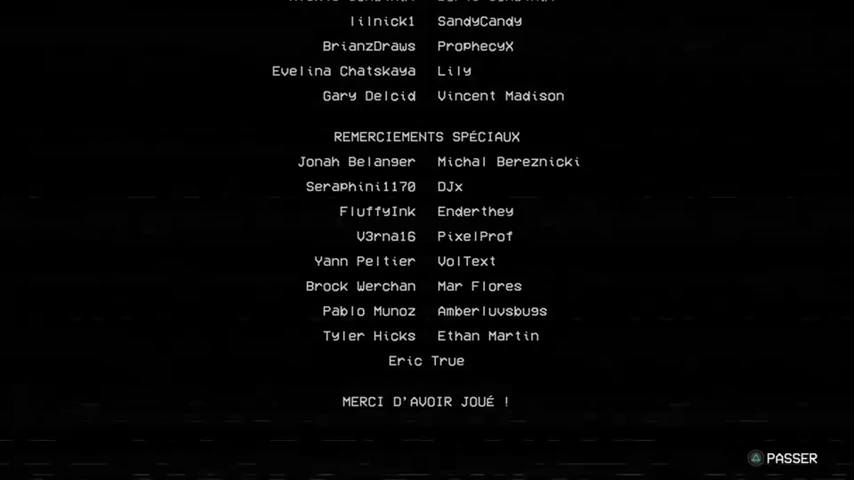 lilnick1 SandyCandy
BrianzDraws ProphecyX
Evelina Chatskaya Lily
Gary Delcid Vincent Madison
REMERCIEMENTS SPÉCIAUX
Jonah Belanger Michal Bereznicki
Seraphini1170 DJx
FluffyInk Enderthey
V3rna16 PixelProf
Yann Peltier VolText
Brock Werchan Mar Flores
Pablo Munoz Amberluvsbugs
Tyler Hicks Ethan Martin
Eric True
MERCI D'AVOIR JOUÉ !
PASSER